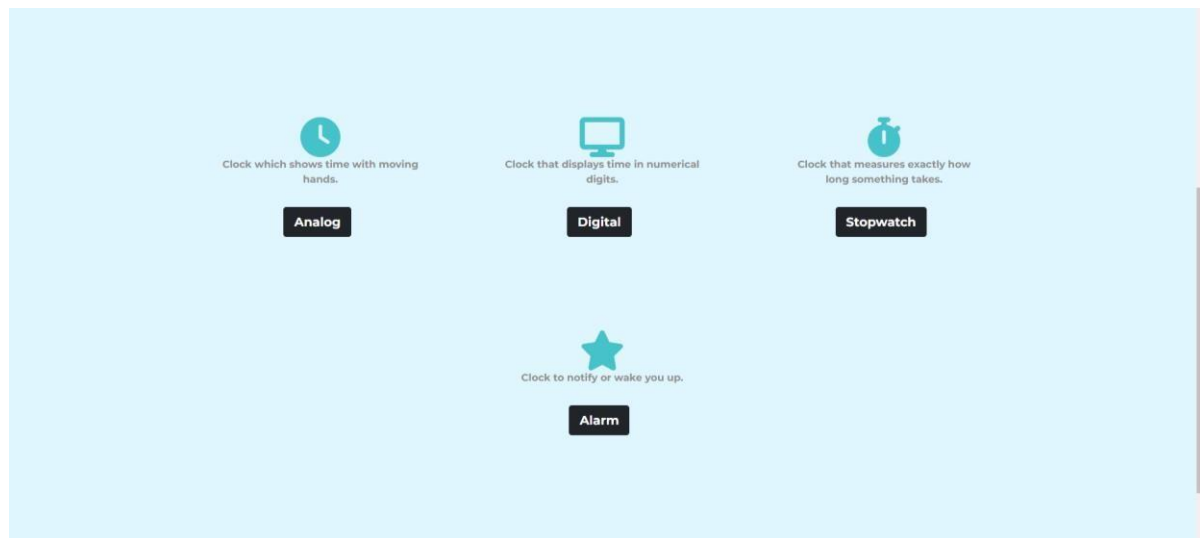 Clock which shows time with moving
hands.
Analog
Clock that displays time in numerical
digits.
Digital
Clock that measures exactly how
long something takes.
Stopwatch
Clock to notify or wake you up.
Alarm